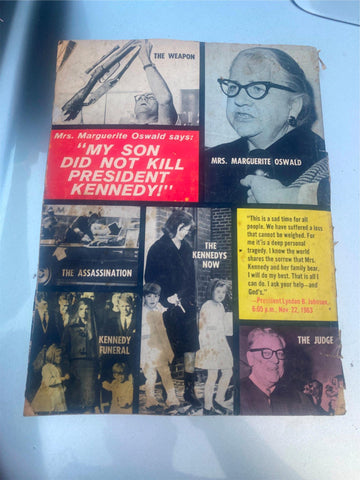 THE WEAPON
Mrs. Marguerite Oswald says:
"MY SON
DID NOT KILL
PRESIDENT
KENNEDY!"
MRS. MARGUERITE OSWALD
THE ASSASSINATION
THE
KENNEDYS
NOW
"This is a sad time for all
people. We have suffered a loss
that cannot be weighed. For
me it is a deep personal
tragedy. I know the world
shares the sorrow that Mrs.
Kennedy and her family bear.
I will do my best. That is all I
can do. I ask your help—and
God's."
—President Lyndon B. Johnson,
6:05 p.m., Nov. 22, 1963
KENNEDY
FUNERAL
THE JUDGE